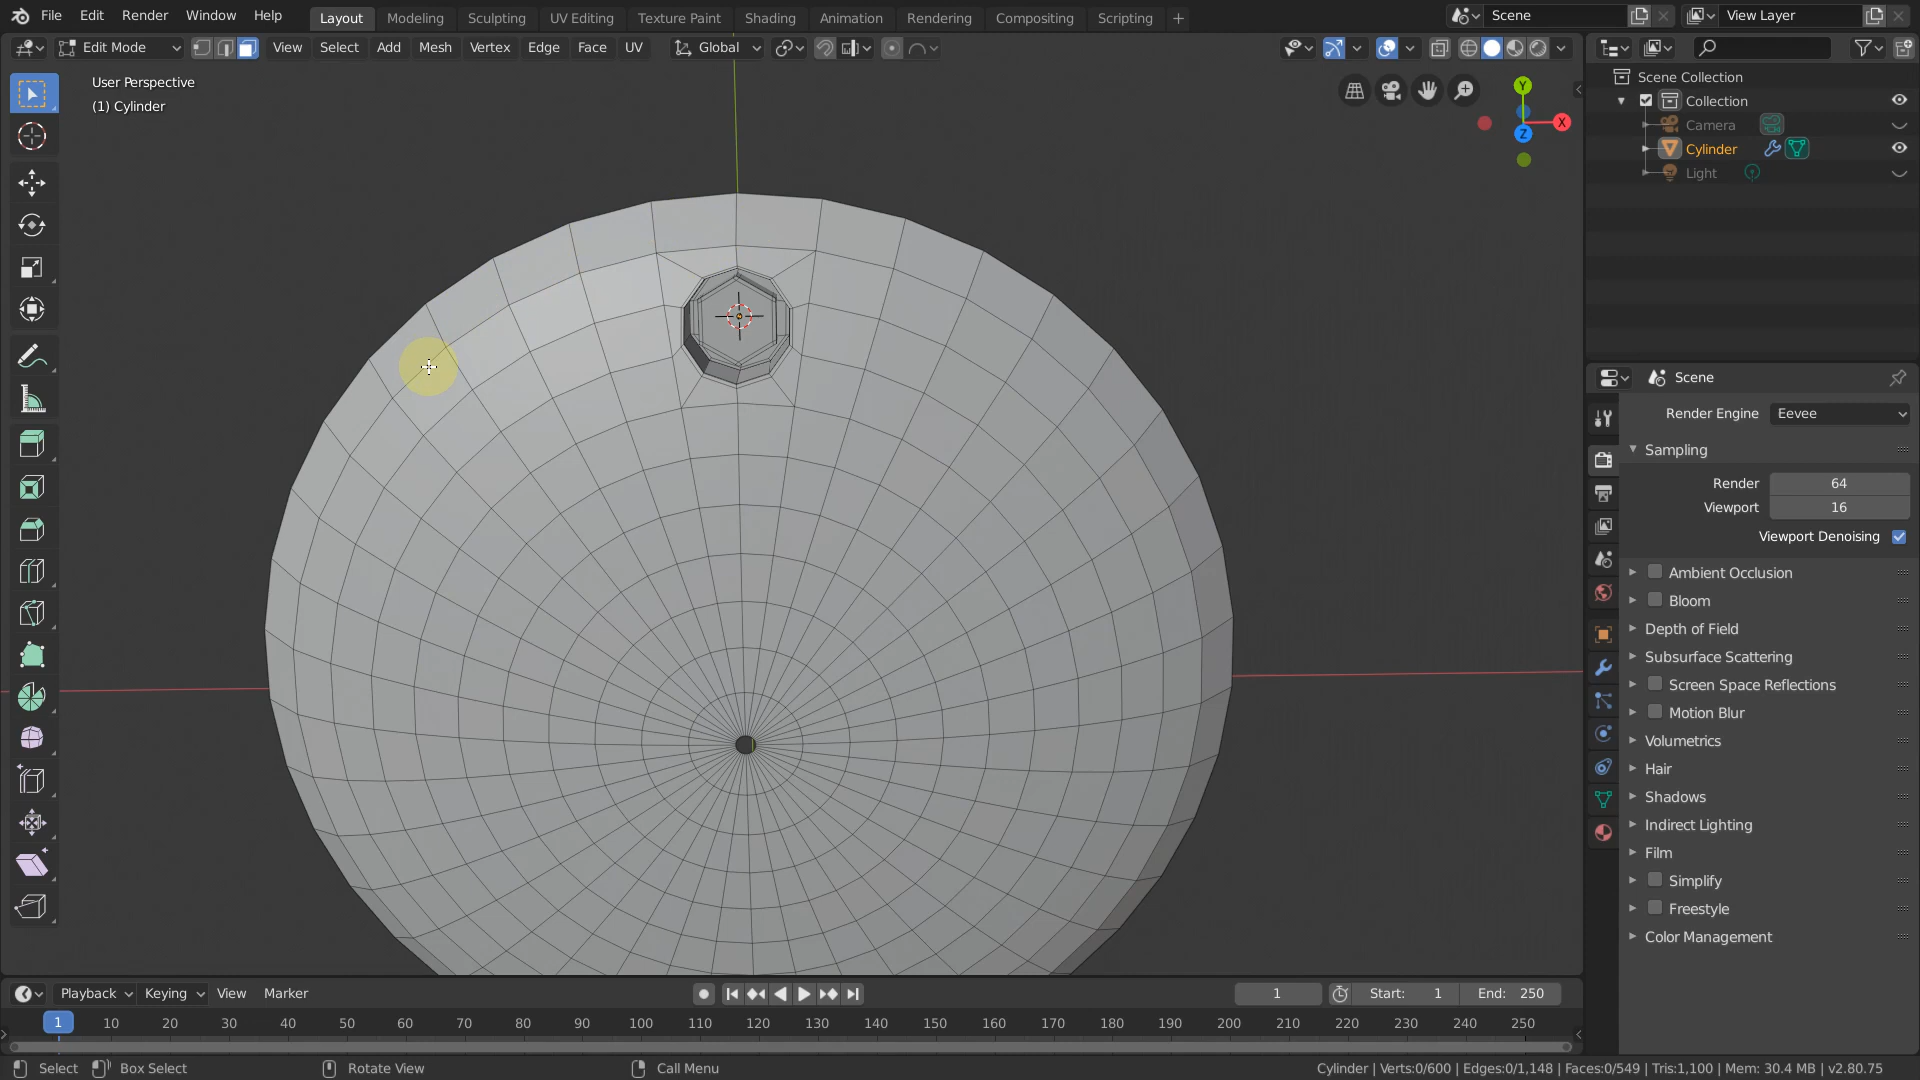 File Edit Render Window Help Layout Modeling Sculpting UV Editing Texture Paint Shading Animation Rendering Compositing Scripting + Scene View Layer
Edit Mode View Select Add Mesh Vertex Edge Face UV Global
User Perspective
(1) Cylinder
Y
X
Z
Scene Collection
Collection
Camera
Cylinder
Light
Scene
Render Engine Eevee
Sampling
Render 64
Viewport 16
Viewport Denoising
Ambient Occlusion
Bloom
Depth of Field
Subsurface Scattering
Screen Space Reflections
Motion Blur
Volumetrics
Hair
Shadows
Indirect Lighting
Film
Simplify
Freestyle
Color Management
Playback Keying View Marker 1 Start: 1 End: 250
1 10 20 30 40 50 60 70 80 90 100 110 120 130 140 150 160 170 180 190 200 210 220 230 240 250
Select Box Select Rotate View Call Menu Cylinder | Verts:0/600 | Edges:0/1,148 | Faces:0/549 | Tris:1,100 | Mem: 30.4 MB | v2.80.75